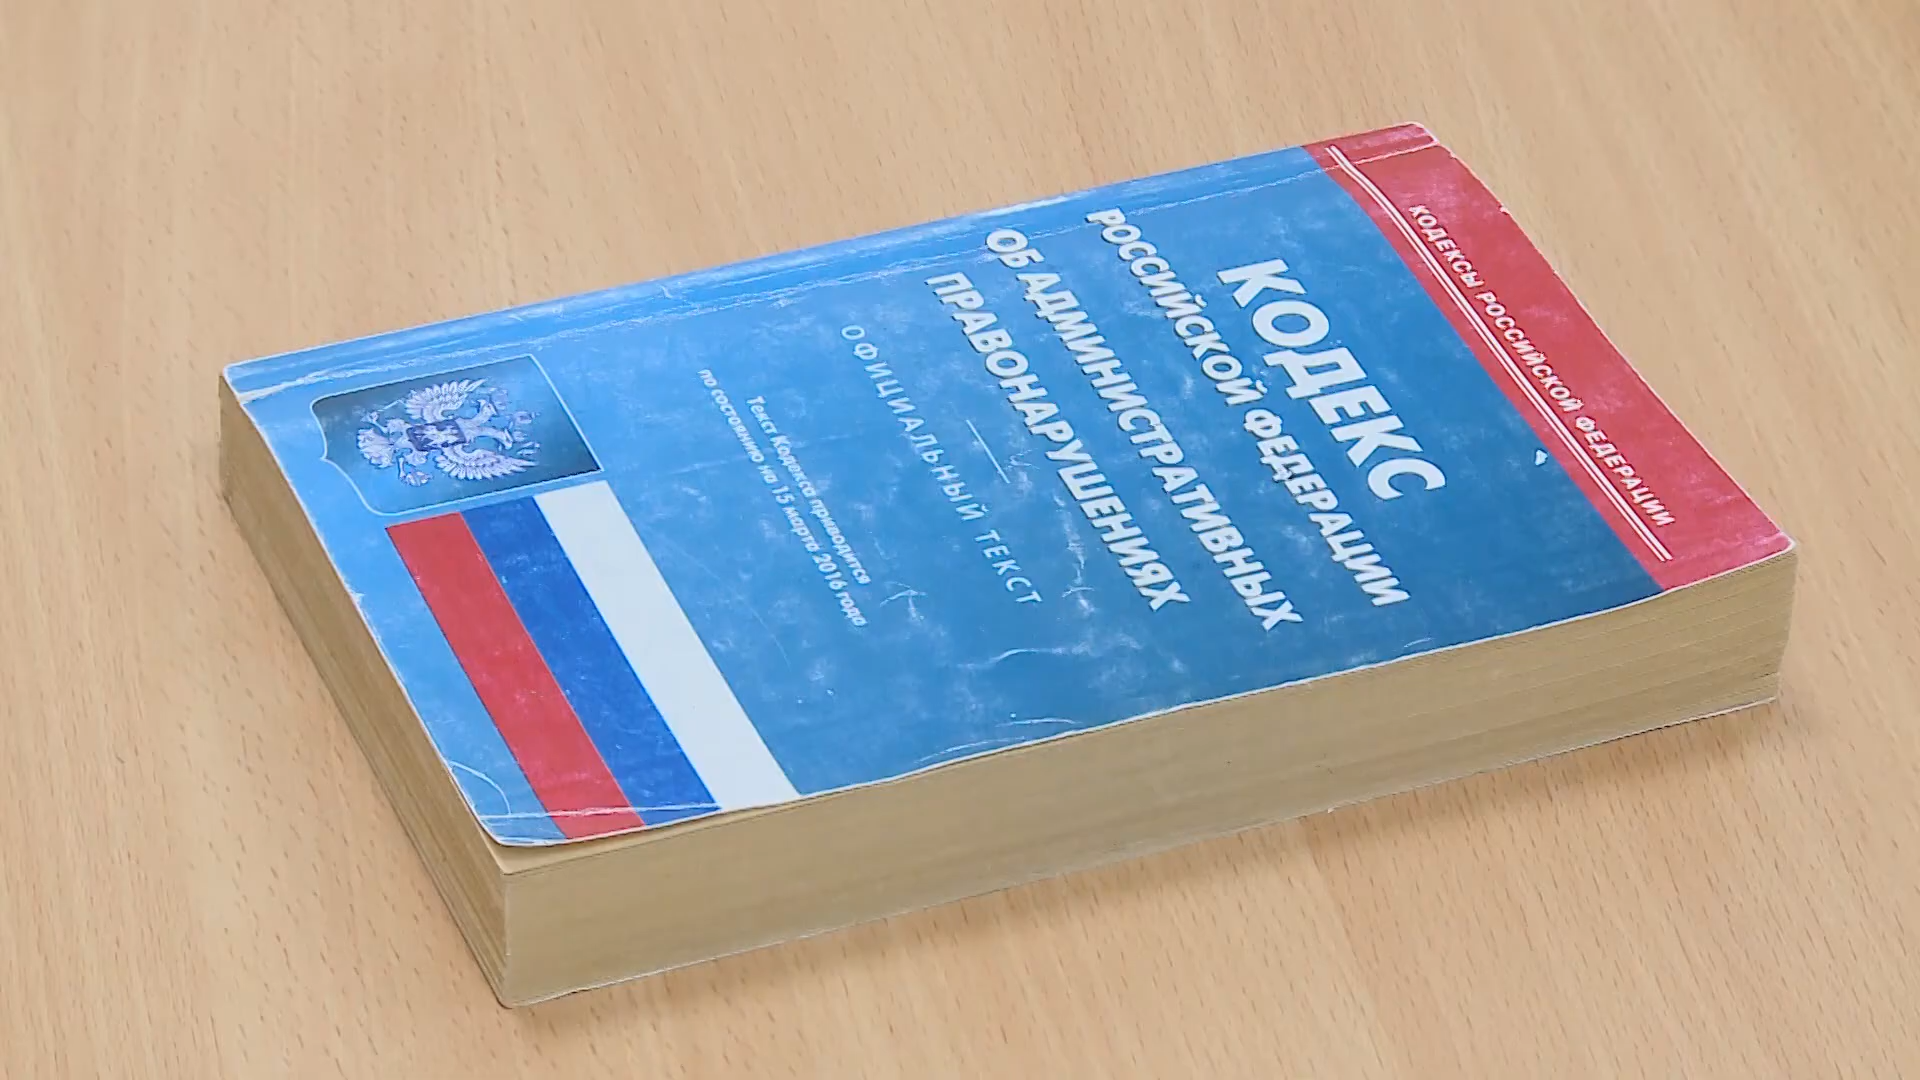 КОДЕКСЫ РОССИЙСКОЙ ФЕДЕРАЦИИ
КОДЕКС
РОССИЙСКОЙ ФЕДЕРАЦИИ
ОБ АДМИНИСТРАТИВНЫХ
ПРАВОНАРУШЕНИЯХ
ОФИЦИАЛЬНЫЙ ТЕКСТ
Текст Кодекса приводится
по состоянию на 15 марта 2016 года